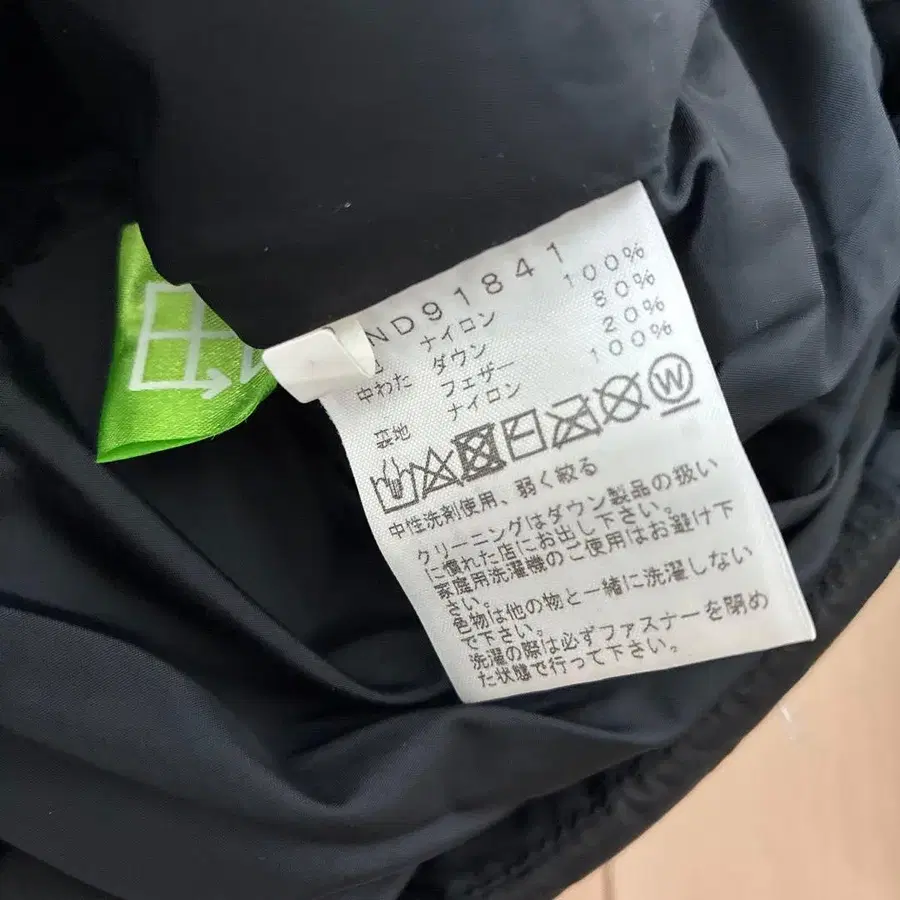 ND91841
ナイロン 100%
中わた ダウン 80%
フェザー 20%
ナイロン 100%
W
中性洗剤使用、弱く絞る
クリーニングはダウン製品の扱い
に慣れた店にお出し下さい。
家庭用洗濯機のご使用はお避け下
さい。
色物は他の物と一緒に洗濯しない
で下さい。
洗濯の際は必ずファスナーを閉め
た状態で行って下さい。